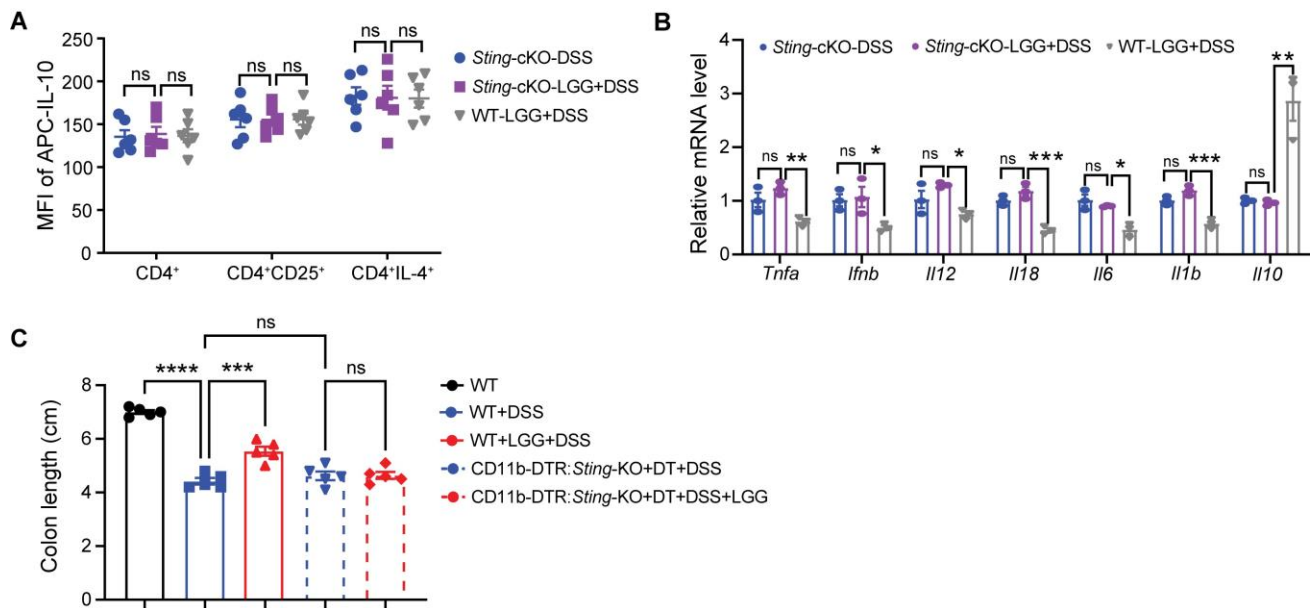 A
MFI of APC-IL-10
250
200
150
100
50
0
ns
ns
ns
ns
ns
ns
CD4⁺
CD4⁺CD25⁺
CD4⁺IL-4⁺
Sting-cKO-DSS
Sting-cKO-LGG+DSS
WT-LGG+DSS
B
Relative mRNA level
4
3
2
1
0
Sting-cKO-DSS
Sting-cKO-LGG+DSS
WT-LGG+DSS
ns
**
ns
*
ns
*
ns
***
ns
*
ns
***
ns
**
Tnfa
Ifnb
Il12
Il18
Il6
Il1b
Il10
C
Colon length (cm)
8
6
4
2
0
****
***
ns
ns
WT
WT+DSS
WT+LGG+DSS
CD11b-DTR:Sting-KO+DT+DSS
CD11b-DTR:Sting-KO+DT+DSS+LGG